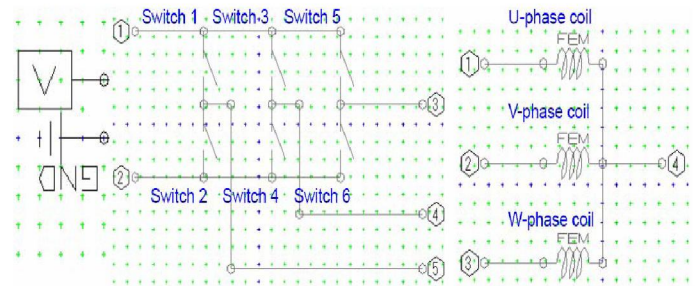 Switch 1 Switch 3 Switch 5
1
V
3
GND
2
Switch 2 Switch 4 Switch 6
4
5
U-phase coil
FEM
1
V-phase coil
FEM
2
4
W-phase coil
FEM
3